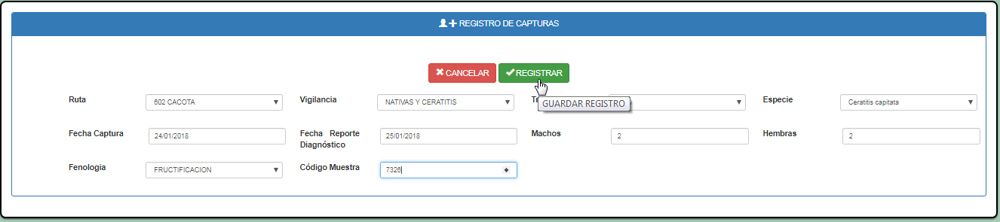 REGISTRO DE CAPTURAS
CANCELAR REGISTRAR
GUARDAR REGISTRO
Ruta 602 CACOTA Vigilancia NATIVAS Y CERATITIS Especie Ceratitis capitata
Fecha Captura 24/01/2018 Fecha Reporte Diagnóstico 25/01/2018 Machos 2 Hembras 2
Fenologia FRUCTIFICACION Código Muestra 7326